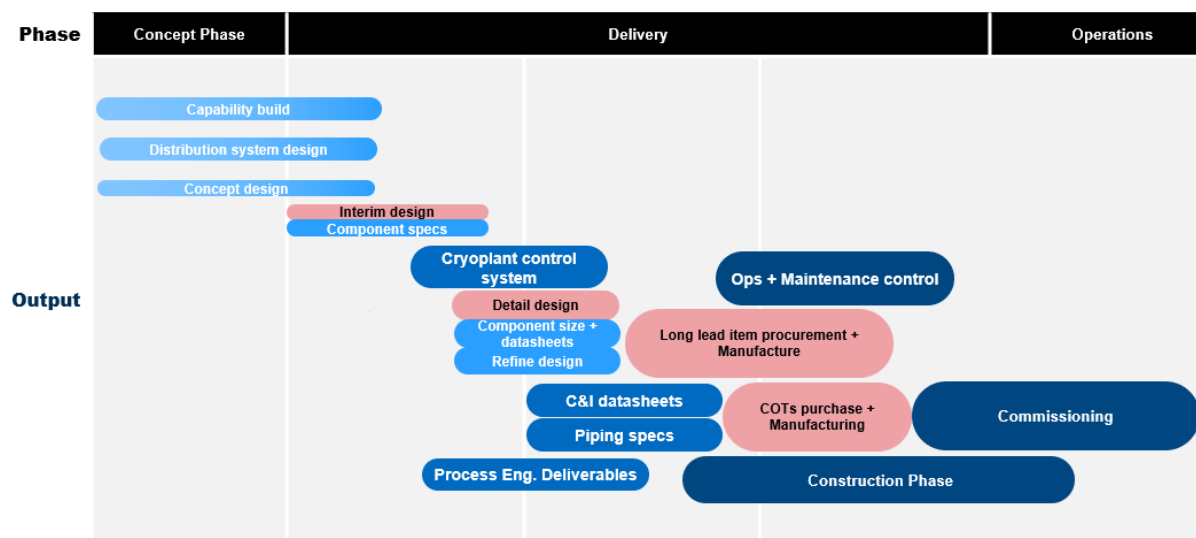 Phase
Concept Phase
Delivery
Operations
Capability build
Distribution system design
Concept design
Interim design
Component specs
Output
Cryoplant control
system
Ops + Maintenance control
Detail design
Component size +
datasheets
Refine design
Long lead item procurement +
Manufacture
C&I datasheets
Piping specs
COTs purchase +
Manufacturing
Commissioning
Process Eng. Deliverables
Construction Phase